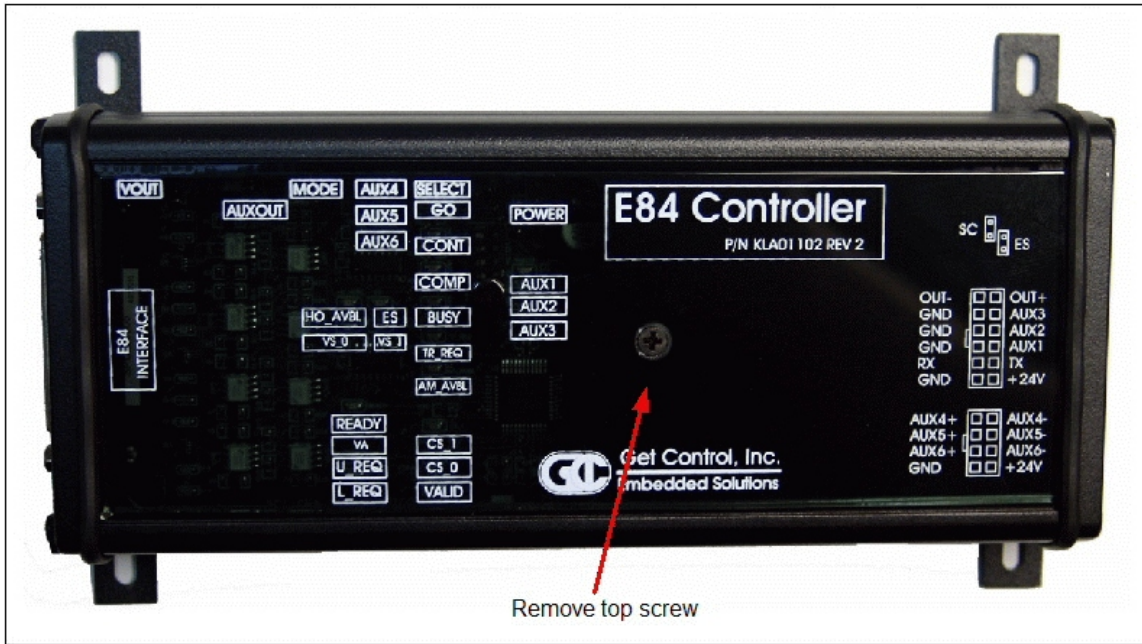 VOUT
AUXOUT
MODE
AUX4
AUX5
AUX6
SELECT
GO
CONT
COMP
BUSY
TR_REQ
AM_AVBL
POWER
AUX1
AUX2
AUX3
HO_AVBL
ES
VS_0
VS_1
E84
INTERFACE
READY
VA
U_REQ
L_REQ
CS_1
CS_0
VALID
E84 Controller
P/N KLA01102 REV 2
SC
ES
OUT- OUT+
GND AUX3
GND AUX2
GND AUX1
RX TX
GND +24V
AUX4+ AUX4-
AUX5+ AUX5-
AUX6+ AUX6-
GND +24V
GCI
Get Control, Inc.
Embedded Solutions
Remove top screw